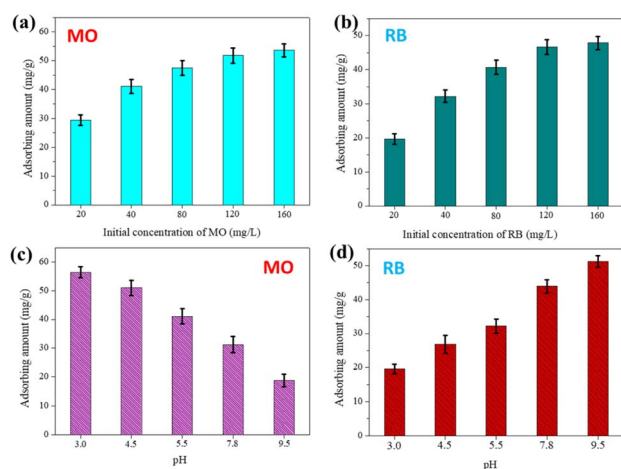 (a)
MO
Adsorbing amount (mg/g)
60
50
40
30
20
10
0
20 40 80 120 160
Initial concentration of MO (mg/L)
(b)
RB
Adsorbing amount (mg/g)
50
40
30
20
10
0
20 40 80 120 160
Initial concentration of RB (mg/L)
(c)
MO
Adsorbing amount (mg/g)
60
50
40
30
20
10
0
3.0 4.5 5.5 7.8 9.5
pH
(d)
RB
Adsorbing amount (mg/g
50
40
30
20
10
0
3.0 4.5 5.5 7.8 9.5
pH